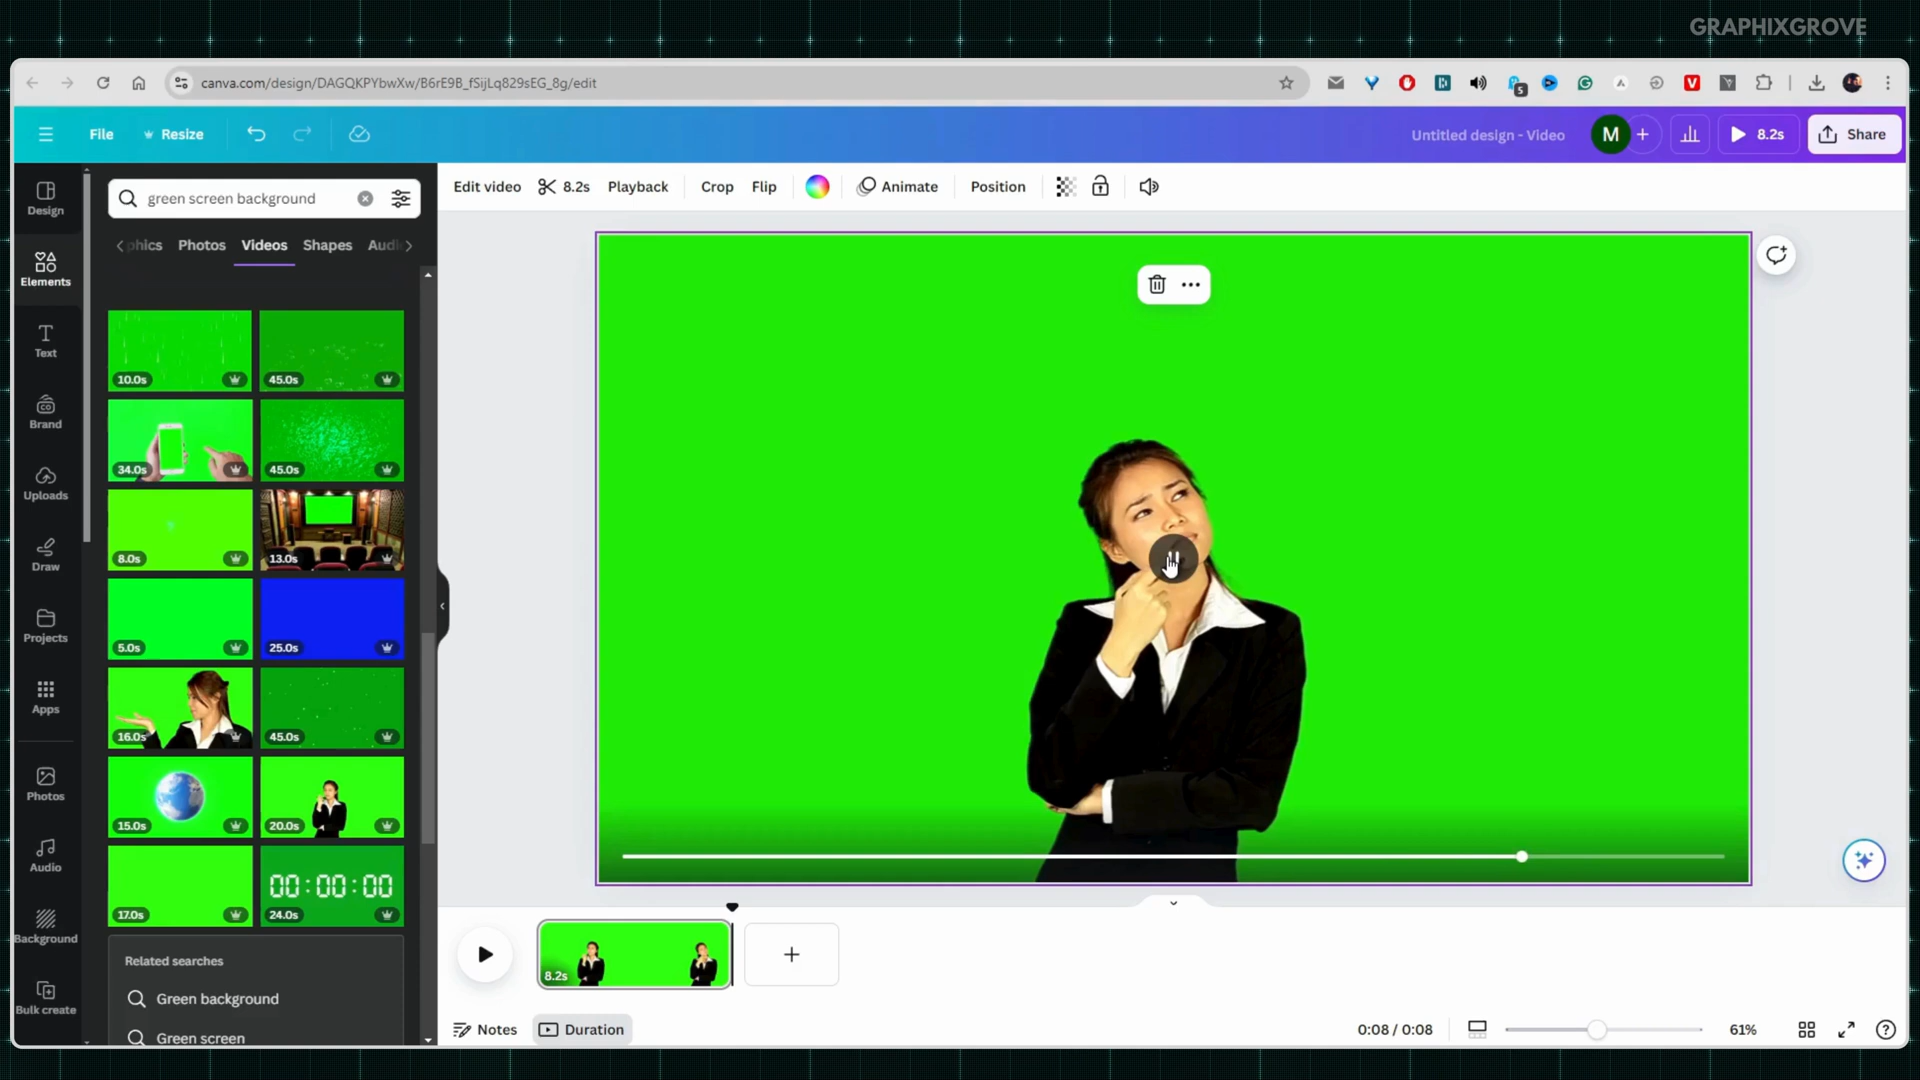 GRAPHIXGROVE
canva.com/design/DAGQKPYbwXw/B6rE9B_fSijLq829sEG_8g/edit
5
File
Resize
Untitled design - Video
M
8.2s
Share
Design
Elements
Text
Brand
Uploads
Draw
Projects
Apps
Photos
Audio
Background
Bulk create
green screen background
phics
Photos
Videos
Shapes
Audi
10.0s
45.0s
34.0s
45.0s
8.0s
13.0s
5.0s
25.0s
16.0s
45.0s
15.0s
20.0s
17.0s
00:00:00
24.0s
Related searches
Green background
Green screen
Edit video
8.2s
Playback
Crop
Flip
Animate
Position
8.2s
Notes
Duration
0:08 / 0:08
61%